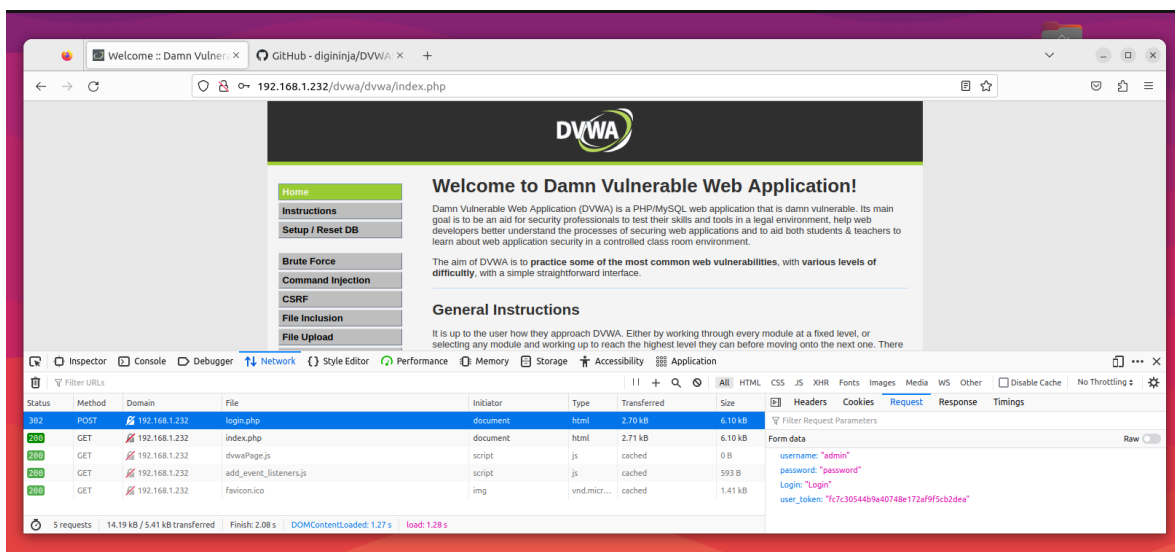 Welcome :: Damn Vulnera × GitHub - digininja/DVWA: × +
192.168.1.232/dvwa/dvwa/index.php
DVWA
Home
Instructions
Setup / Reset DB
Brute Force
Command Injection
CSRF
File Inclusion
File Upload
Welcome to Damn Vulnerable Web Application!
Damn Vulnerable Web Application (DVWA) is a PHP/MySQL web application that is damn vulnerable. Its main
goal is to be an aid for security professionals to test their skills and tools in a legal environment, help web
developers better understand the processes of securing web applications and to aid both students & teachers to
learn about web application security in a controlled class room environment.
The aim of DVWA is to practice some of the most common web vulnerabilities, with various levels of
difficultly, with a simple straightforward interface.
General Instructions
It is up to the user how they approach DVWA. Either by working through every module at a fixed level, or
selecting any module and working up to reach the highest level they can before moving onto the next one. There
Inspector Console Debugger Network {} Style Editor Performance Memory Storage Accessibility Application
Filter URLs
All HTML CSS JS XHR Fonts Images Media WS Other Disable Cache No Throttling
Status Method Domain File Initiator Type Transferred Size
302 POST 192.168.1.232 login.php document html 2.70 kB 6.10 kB
200 GET 192.168.1.232 index.php document html 2.71 kB 6.10 kB
200 GET 192.168.1.232 dvwaPage.js script js cached 0 B
200 GET 192.168.1.232 add_event_listeners.js script js cached 593 B
200 GET 192.168.1.232 favicon.ico img vnd.micr... cached 1.41 kB
5 requests 14.19 kB / 5.41 kB transferred Finish: 2.08 s DOMContentLoaded: 1.27 s load: 1.28 s
Headers Cookies Request Response Timings
Filter Request Parameters
Form data Raw
username: "admin"
password: "password"
Login: "Login"
user_token: "fc7c30544b9a40748e172af9f5cb2dea"